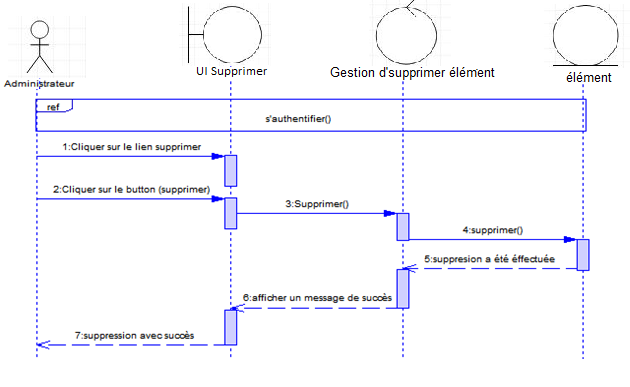 Administrateur
UI Supprimer
Gestion d'supprimer élément
élément
ref
s'authentifier()
1:Cliquer sur le lien supprimer
2:Cliquer sur le button (supprimer)
3:Supprimer()
4:supprimer()
5:suppresion a été éffectuée
6:afficher un message de succès
7:suppression avec succès